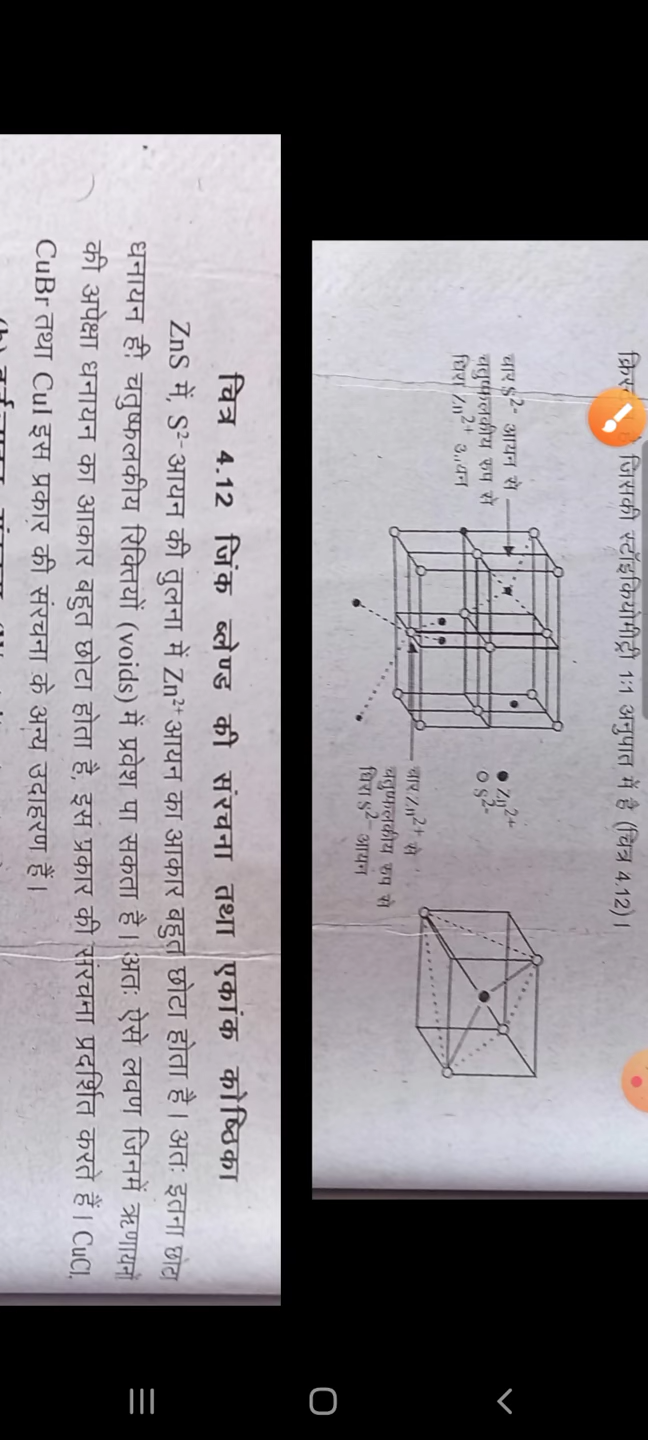 जिसकी स्टॉइकियोमीट्री 1:1 अनुपात में है (चित्र 4.12)।
चार S²⁻ आयन से
चतुष्फलकीय रूप से
घिरा Zn²⁺
Zn²⁺
S²⁻
चार Zn²⁺ से
चतुष्फलकीय रूप से
घिरा S²⁻ आयन
चित्र 4.12 जिंक ब्लेण्ड की संरचना तथा एकांक कोष्ठिका
ZnS में, S²⁻ आयन की तुलना में Zn²⁺ आयन का आकार बहुत छोटा होता है। अतः इतना छोटा
धनायन ही चतुष्फलकीय रिक्तियों (voids) में प्रवेश पा सकता है। अतः ऐसे लवण जिनमें ऋणायनों
की अपेक्षा धनायन का आकार बहुत छोटा होता है, इस प्रकार की संरचना प्रदर्शित करते हैं। CuCl,
CuBr तथा CuI इस प्रकार की संरचना के अन्य उदाहरण हैं।